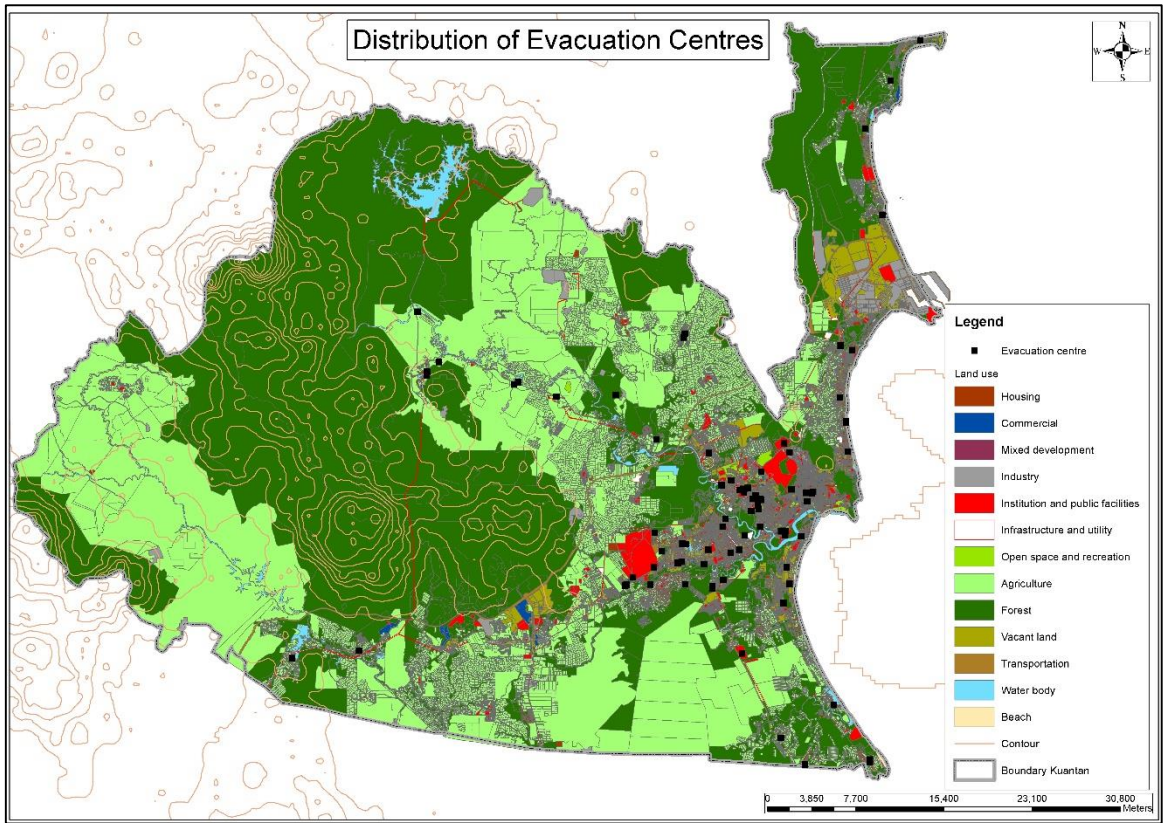 Distribution of Evacuation Centres
N
W E
S
Legend
Evacuation centre
Land use
Housing
Commercial
Mixed development
Industry
Institution and public facilities
Infrastructure and utility
Open space and recreation
Agriculture
Forest
Vacant land
Transportation
Water body
Beach
Contour
Boundary Kuantan
0 3,850 7,700 15,400 23,100 30,800
Meters